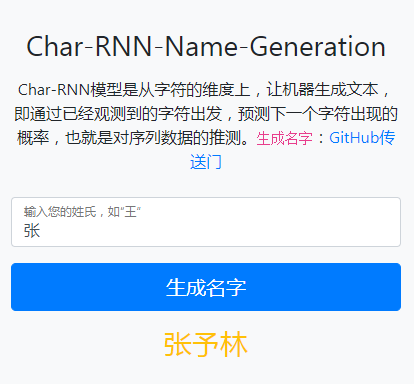 Char-RNN-Name-Generation
Char-RNN模型是从字符的维度上，让机器生成文本，
即通过已经观测到的字符出发，预测下一个字符出现的
概率，也就是对序列数据的推测。生成名字：GitHub传
送门
输入您的姓氏，如“王”
张
生成名字
张予林